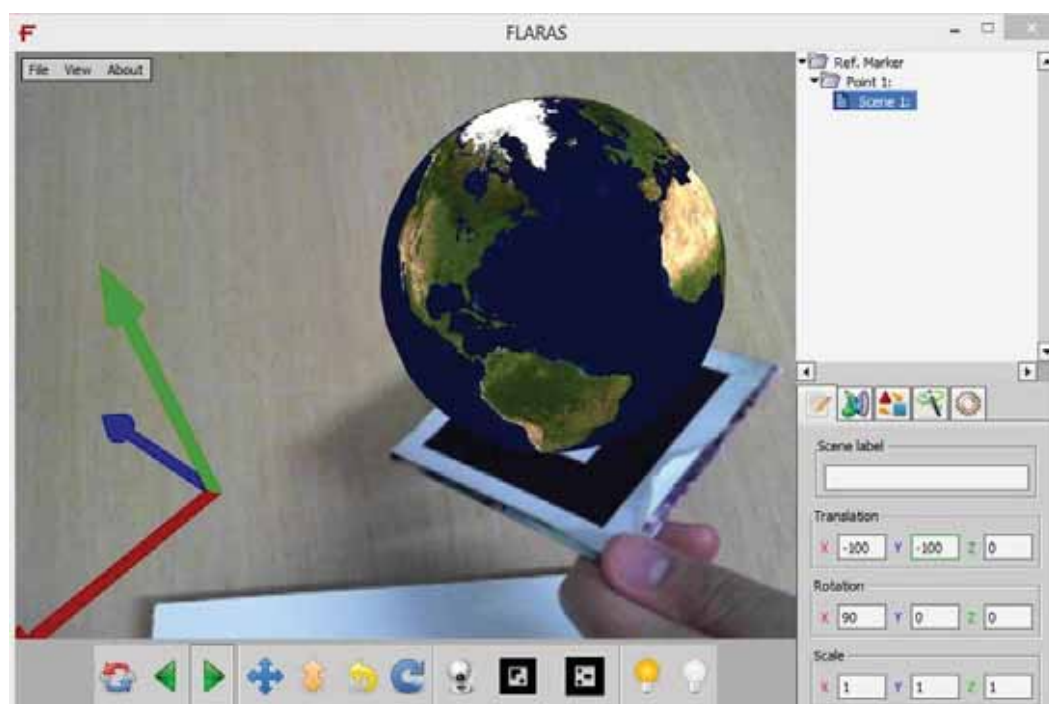 F FLARAS
File View About
Ref. Marker
Point 1:
Scene 1:
Scene label
Translation
X -100 Y -100 Z 0
Rotation
X 90 Y 0 Z 0
Scale
X 1 Y 1 Z 1